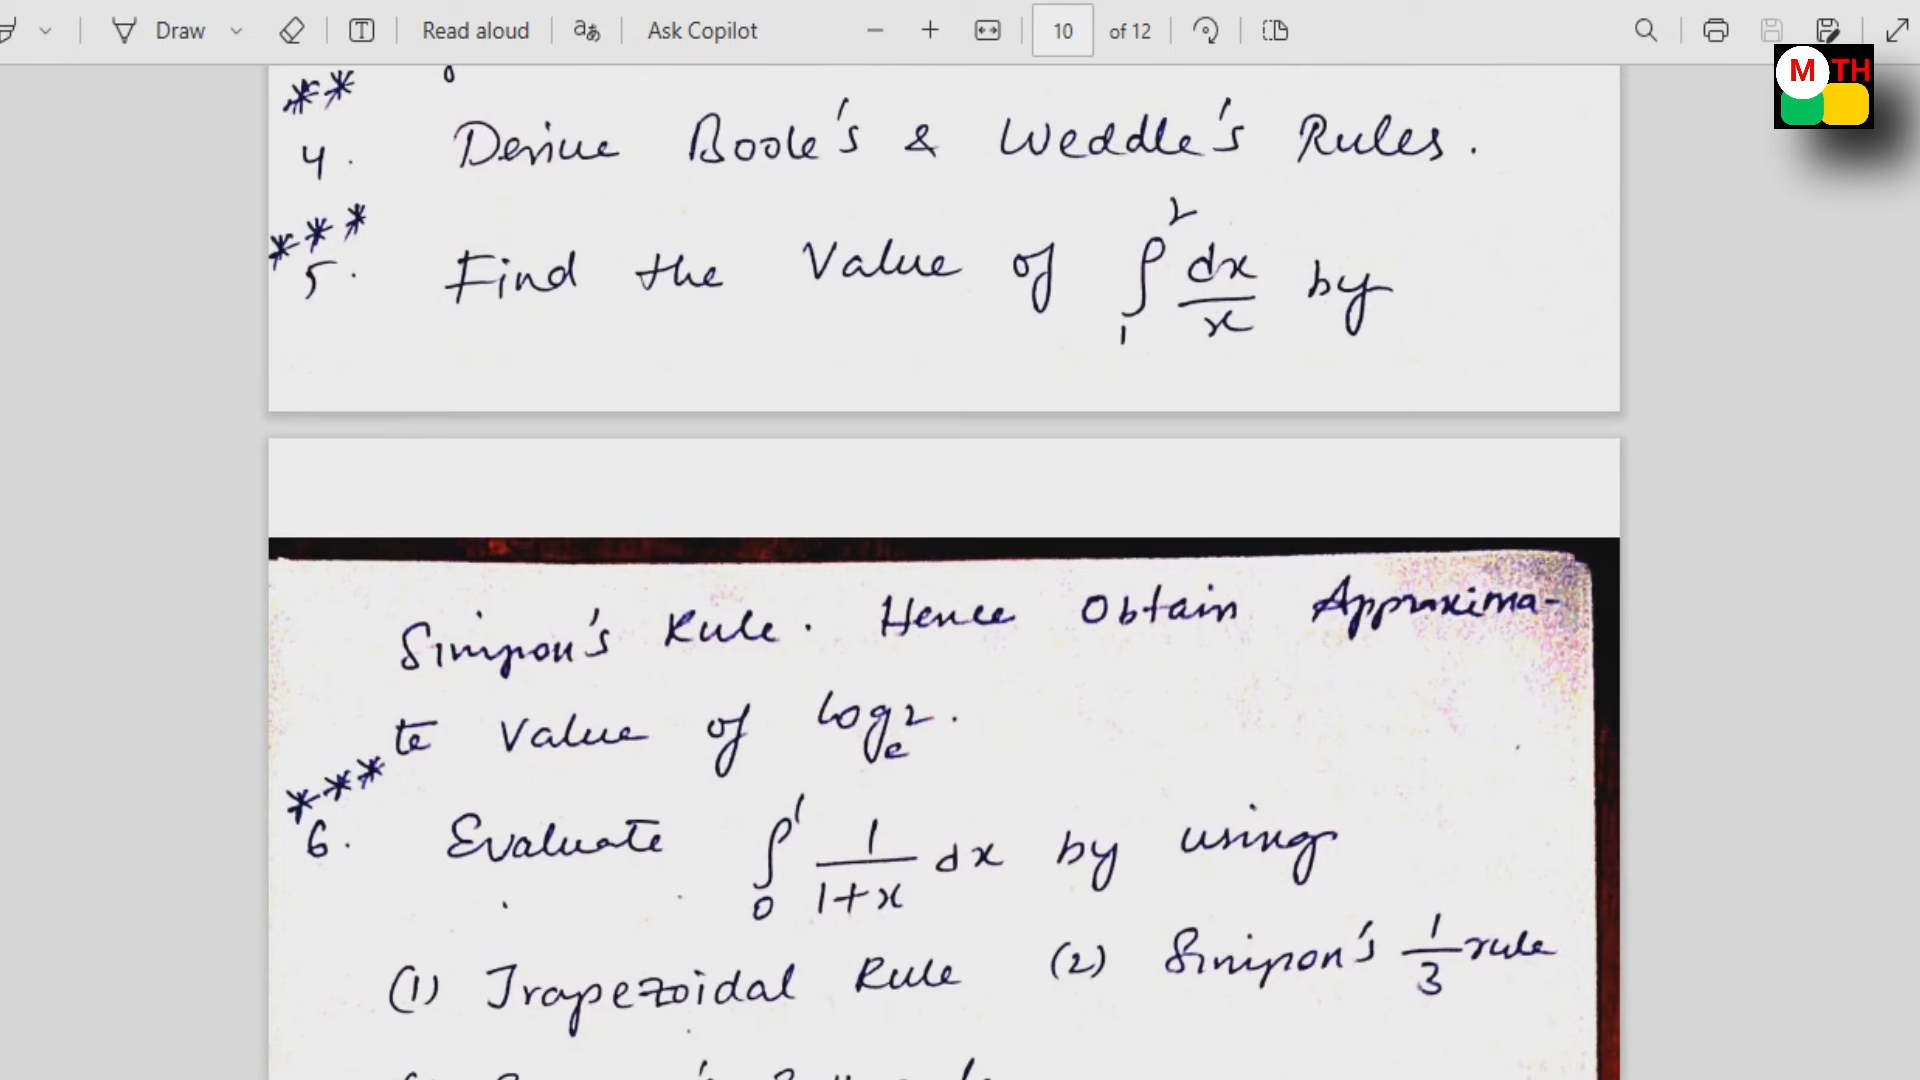 Draw
Read aloud
Ask Copilot
10 of 12
M TH
**
4. Derive Boole's & Weddle's Rules.
***
5. Find the Value of ∫₁² dx/x by
Simpson's Rule. Hence Obtain Approxima-
te Value of logₑ2.
***
6. Evaluate ∫₀¹ 1/(1+x) dx by using
(1) Trapezoidal Rule (2) Simpson's 1/3 rule